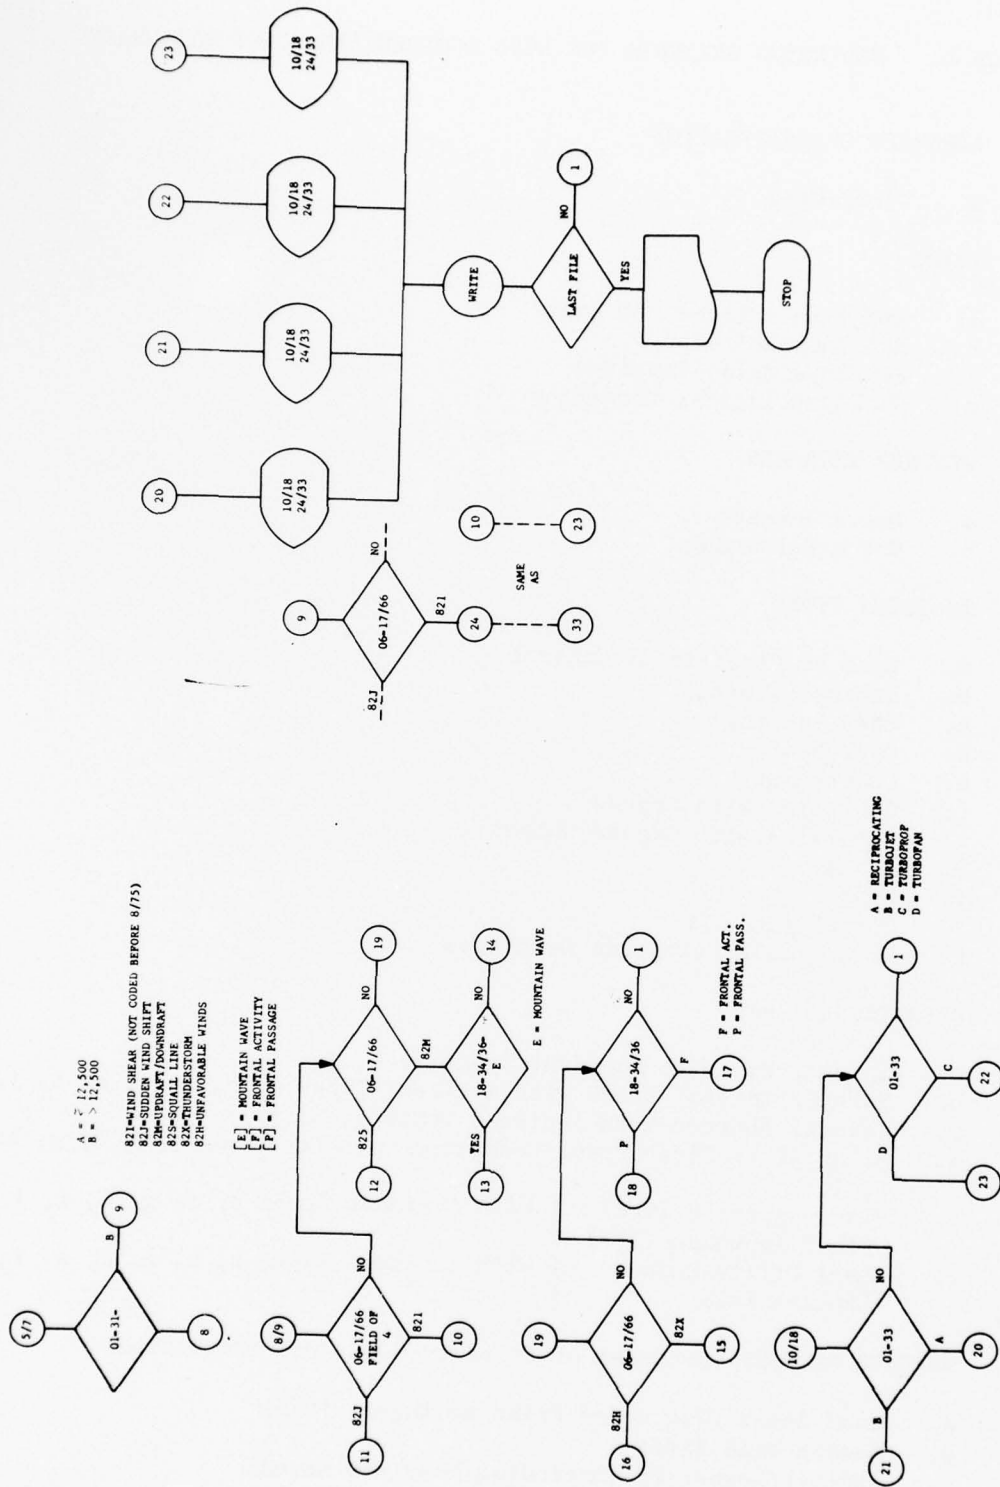 5/7
01-31-
B
9
8
A = ≤ 12,500
B = > 12,500
821=WIND SHEAR (NOT CODED BEFORE 8/75)
82J=SUDDEN WIND SHIFT
82M=UPDRAFT/DOWNDRAFT
82S=SQUALL LINE
82X=THUNDERSTORM
82H=UNFAVORABLE WINDS
[E] = MOUNTAIN WAVE
[F] = FRONTAL ACTIVITY
[P] = FRONTAL PASSAGE
8/9
06-17/66
FIELD OF
4
82J
11
821
10
NO
06-17/66
825
12
NO
19
82M
18-34/36=
E
YES
13
NO
14
E = MOUNTAIN WAVE
19
06-17/66
82H
16
82X
15
NO
18-34/36
P
18
F
17
NO
1
F = FRONTAL ACT.
P = FRONTAL PASS.
10/18
01-33
B
21
A
20
NO
01-33
D
23
C
22
1
A = RECIPROCATING
B = TURBOJET
C = TURBOPROP
D = TURBOFAN
9
06-17/66
82J
NO
821
24
33
SAME
AS
10
23
20
21
22
23
10/18
24/33
10/18
24/33
10/18
24/33
10/18
24/33
WRITE
LAST FILE
NO
1
YES
STOP